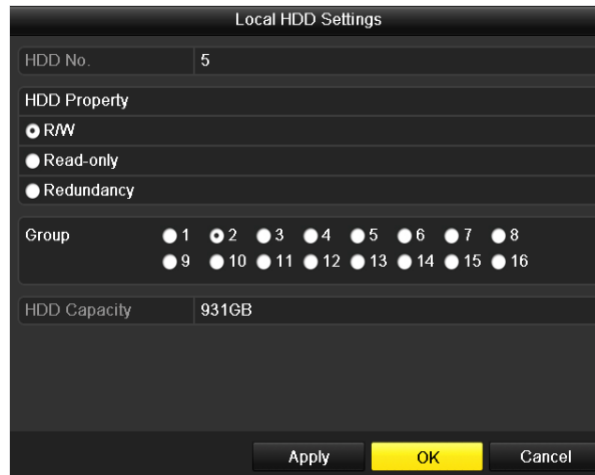 Local HDD Settings
HDD No. 5
HDD Property
R/W
Read-only
Redundancy
Group 1 2 3 4 5 6 7 8
9 10 11 12 13 14 15 16
HDD Capacity 931GB
Apply OK Cancel